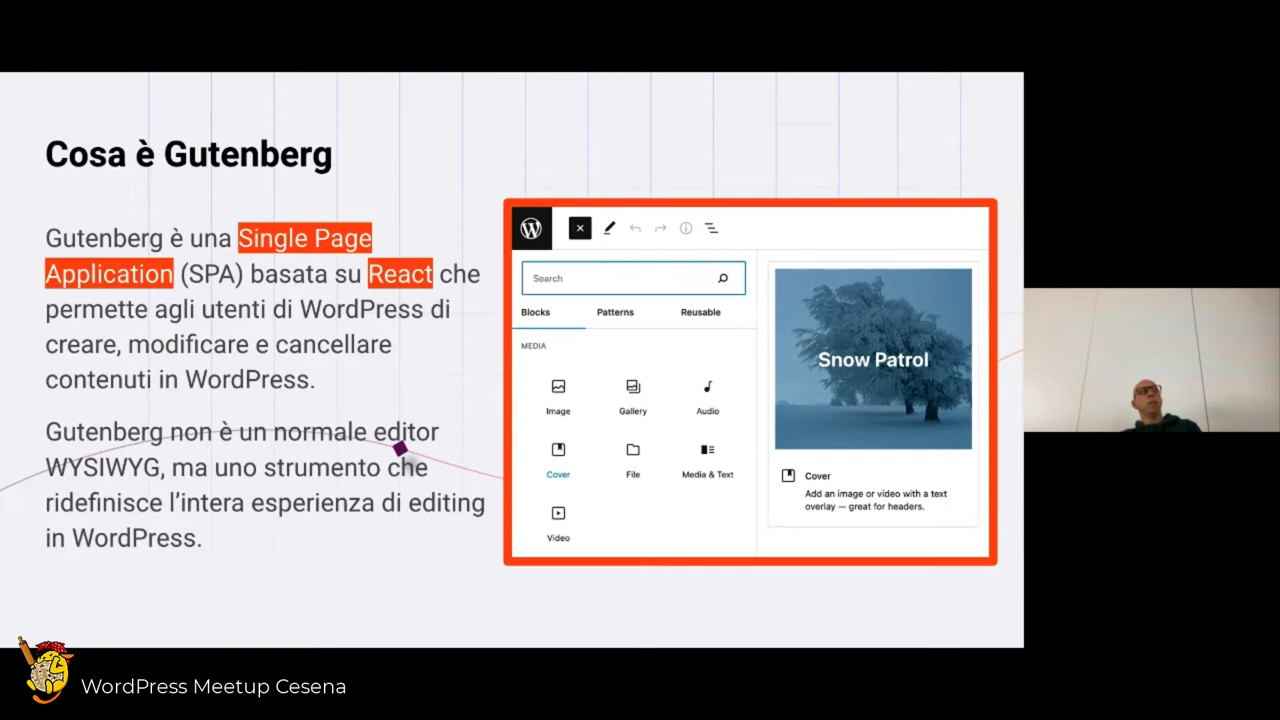 Cosa è Gutenberg
Gutenberg è una Single Page
Application (SPA) basata su React che
permette agli utenti di WordPress di
creare, modificare e cancellare
contenuti in WordPress.
Gutenberg non è un normale editor
WYSIWYG, ma uno strumento che
ridefinisce l’intera esperienza di editing
in WordPress.
Search
Blocks Patterns Reusable
MEDIA
Image Gallery Audio
Cover File Media & Text
Video
Snow Patrol
Cover
Add an image or video with a text
overlay — great for headers.
WordPress Meetup Cesena